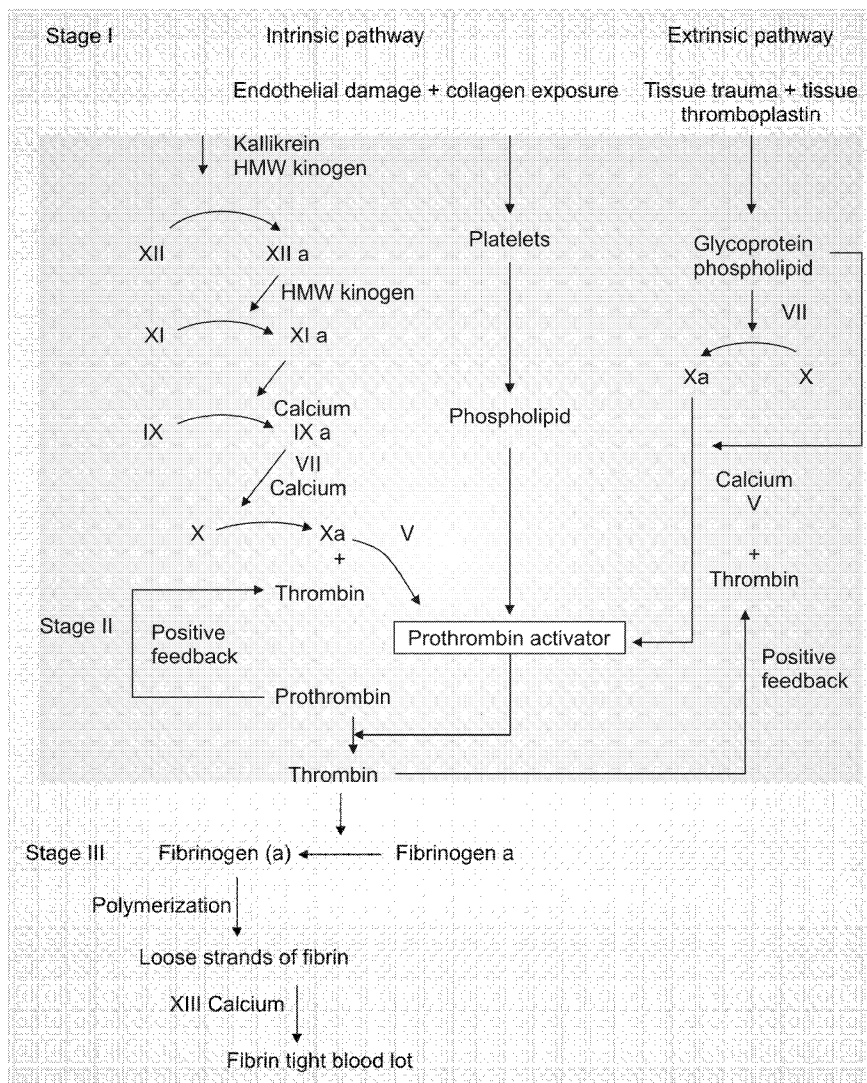 Stage I
Intrinsic pathway
Extrinsic pathway
Endothelial damage + collagen exposure
Tissue trauma + tissue
thromboplastin
Kallikrein
HMW kinogen
Platelets
Glycoprotein
phospholipid
XII
XII a
HMW kinogen
VII
XI
XI a
Xa
X
Calcium
Phospholipid
IX
IX a
VII
Calcium
Calcium
V
X
Xa
V
+
+
Thrombin
Thrombin
Stage II
Positive
feedback
Prothrombin activator
Positive
feedback
Prothrombin
Thrombin
Stage III
Fibrinogen (a)
Fibrinogen a
Polymerization
Loose strands of fibrin
XIII Calcium
Fibrin tight blood lot